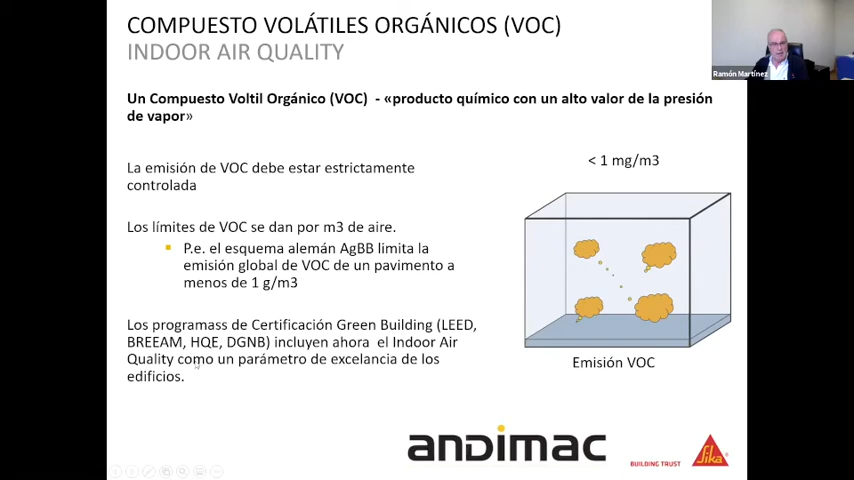 COMPUESTO VOLÁTILES ORGÁNICOS (VOC)
INDOOR AIR QUALITY
Ramón Martínez
Un Compuesto Voltil Orgánico (VOC) - «producto químico con un alto valor de la presión
de vapor»
< 1 mg/m3
La emisión de VOC debe estar estrictamente
controlada
Los límites de VOC se dan por m3 de aire.
P.e. el esquema alemán AgBB limita la
emisión global de VOC de un pavimento a
menos de 1 g/m3
Los programass de Certificación Green Building (LEED,
BREEAM, HQE, DGNB) incluyen ahora el Indoor Air
Quality como un parámetro de excelancia de los
edificios.
Emisión VOC
anDimac
BUILDING TRUST
Sika